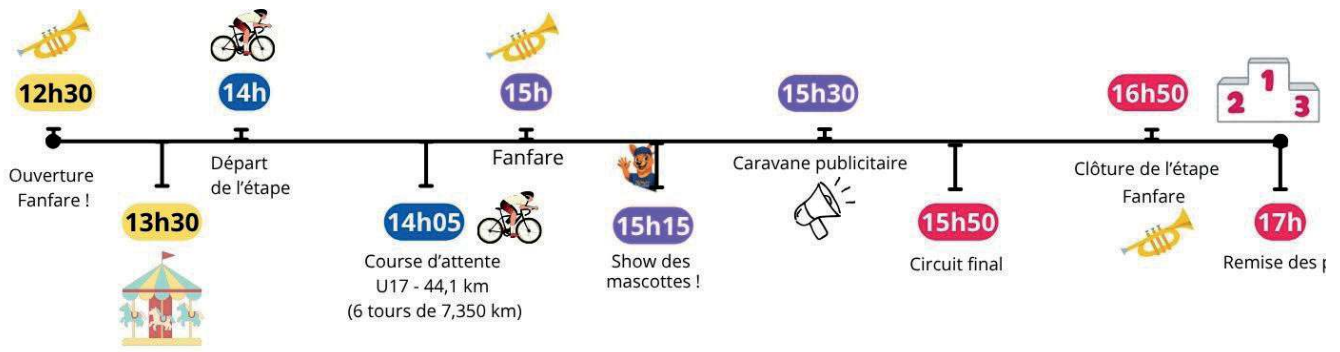 12h30
Ouverture
Fanfare !
13h30
14h
Départ
de l'étape
14h05
Course d'attente
U17 - 44,1 km
(6 tours de 7,350 km)
15h
Fanfare
15h15
Show des
mascottes !
15h30
Caravane publicitaire
15h50
Circuit final
16h50
Clôture de l'étape
Fanfare
1
2
3
17h
Remise des